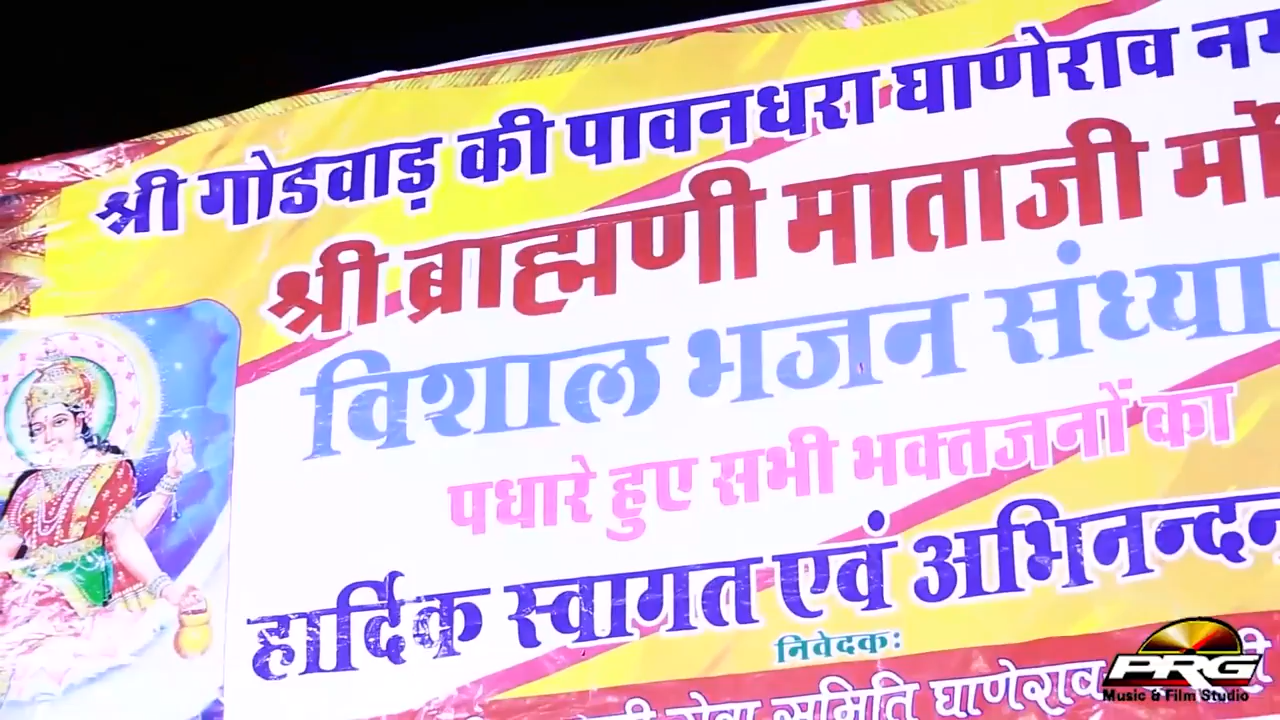 श्री गोडवाड़ की पावनधरा घाणेराव
श्री ब्राह्मणी माताजी
विशाल भजन संध्या
पधारे हुए सभी भक्तजनों का
हार्दिक स्वागत एवं अभिनन्दन
निवेदक:
सेवा समिति घाणेराव
PRG
Music & Film Studio